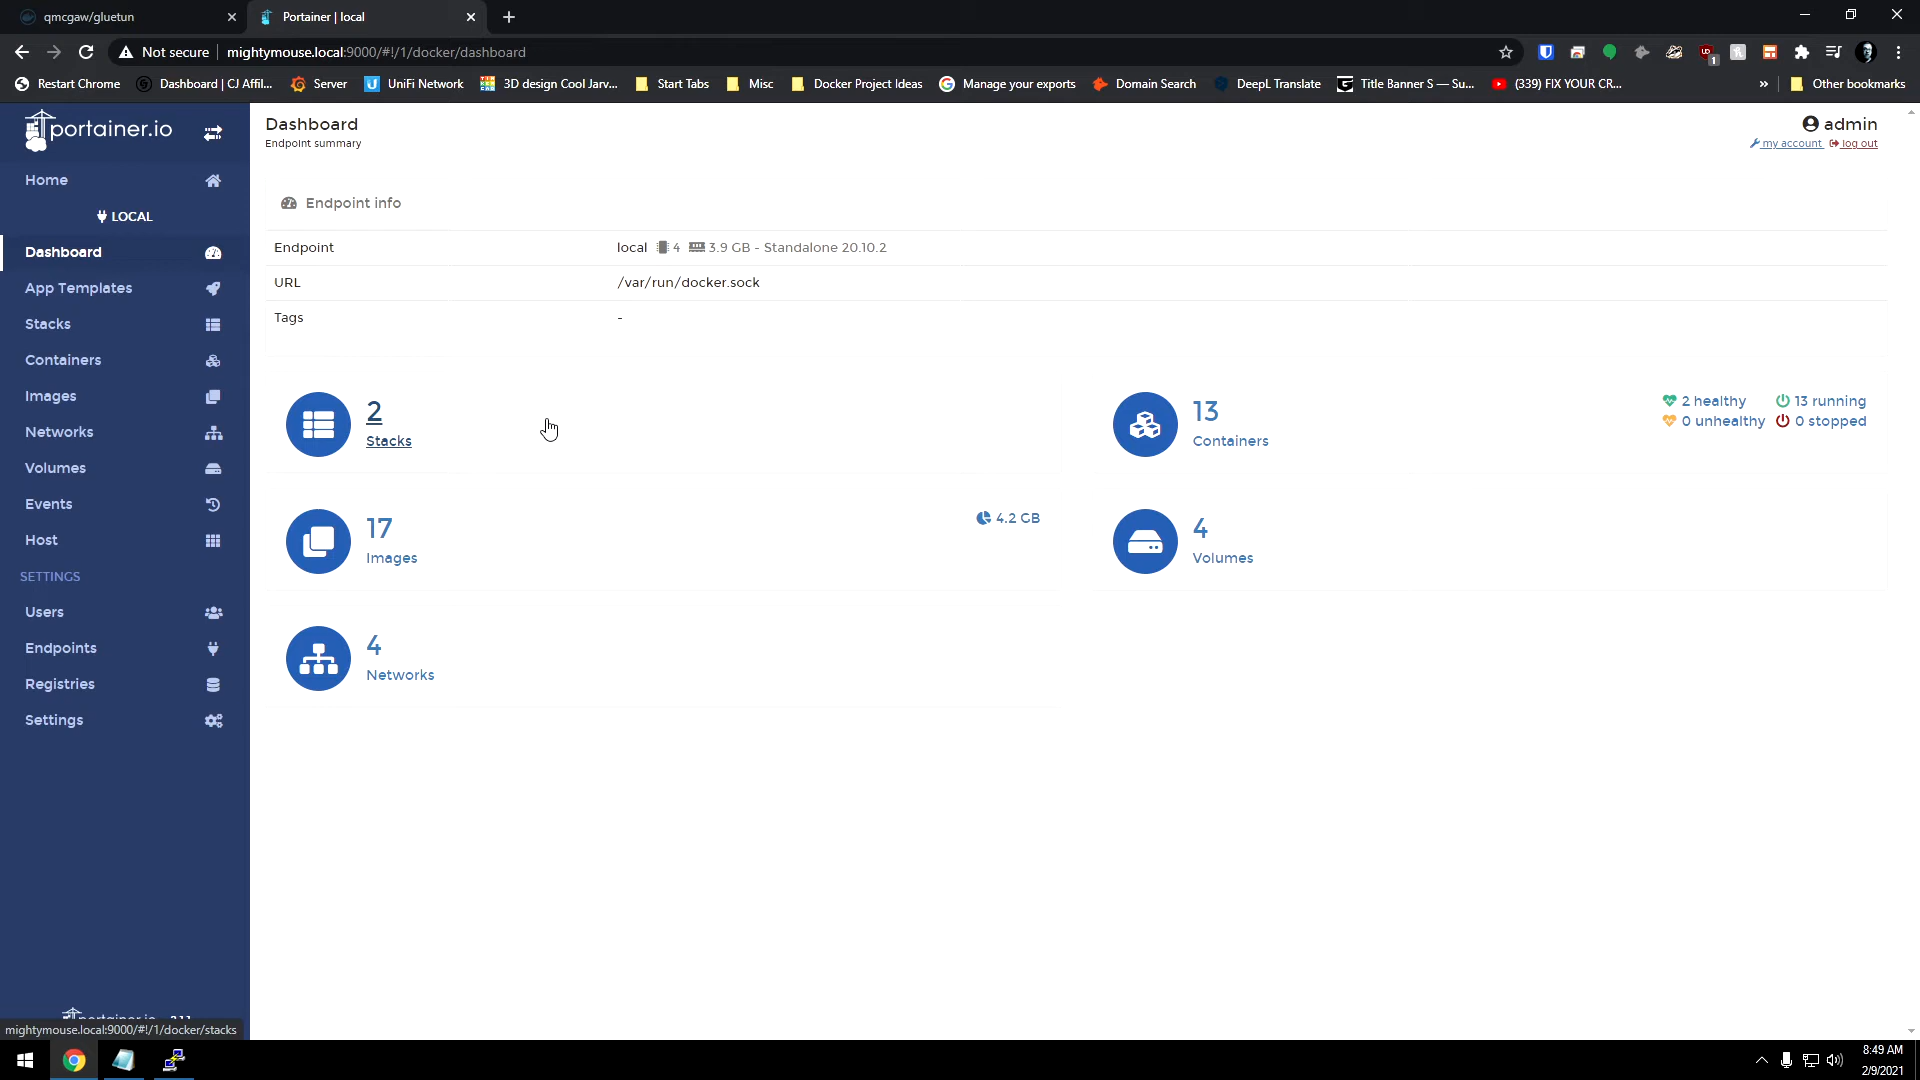 qmcgaw/gluetun
Portainer | local
Not secure
mightymouse.local:9000/#!/1/docker/dashboard
1
Restart Chrome
Dashboard | CJ Affil...
Server
UniFi Network
3D design Cool Jarv...
Start Tabs
Misc
Docker Project Ideas
Manage your exports
Domain Search
DeepL Translate
Title Banner S — Su...
(339) FIX YOUR CR...
»
Other bookmarks
portainer.io
Home
LOCAL
Dashboard
App Templates
Stacks
Containers
Images
Networks
Volumes
Events
Host
SETTINGS
Users
Endpoints
Registries
Settings
Dashboard
Endpoint summary
admin
my account
log out
Endpoint info
Endpoint
local 4 3.9 GB - Standalone 20.10.2
URL
/var/run/docker.sock
Tags
-
2
Stacks
13
Containers
2 healthy
13 running
0 unhealthy
0 stopped
17
Images
4.2 GB
4
Volumes
4
Networks
mightymouse.local:9000/#!/1/docker/stacks
8:49 AM
2/9/2021